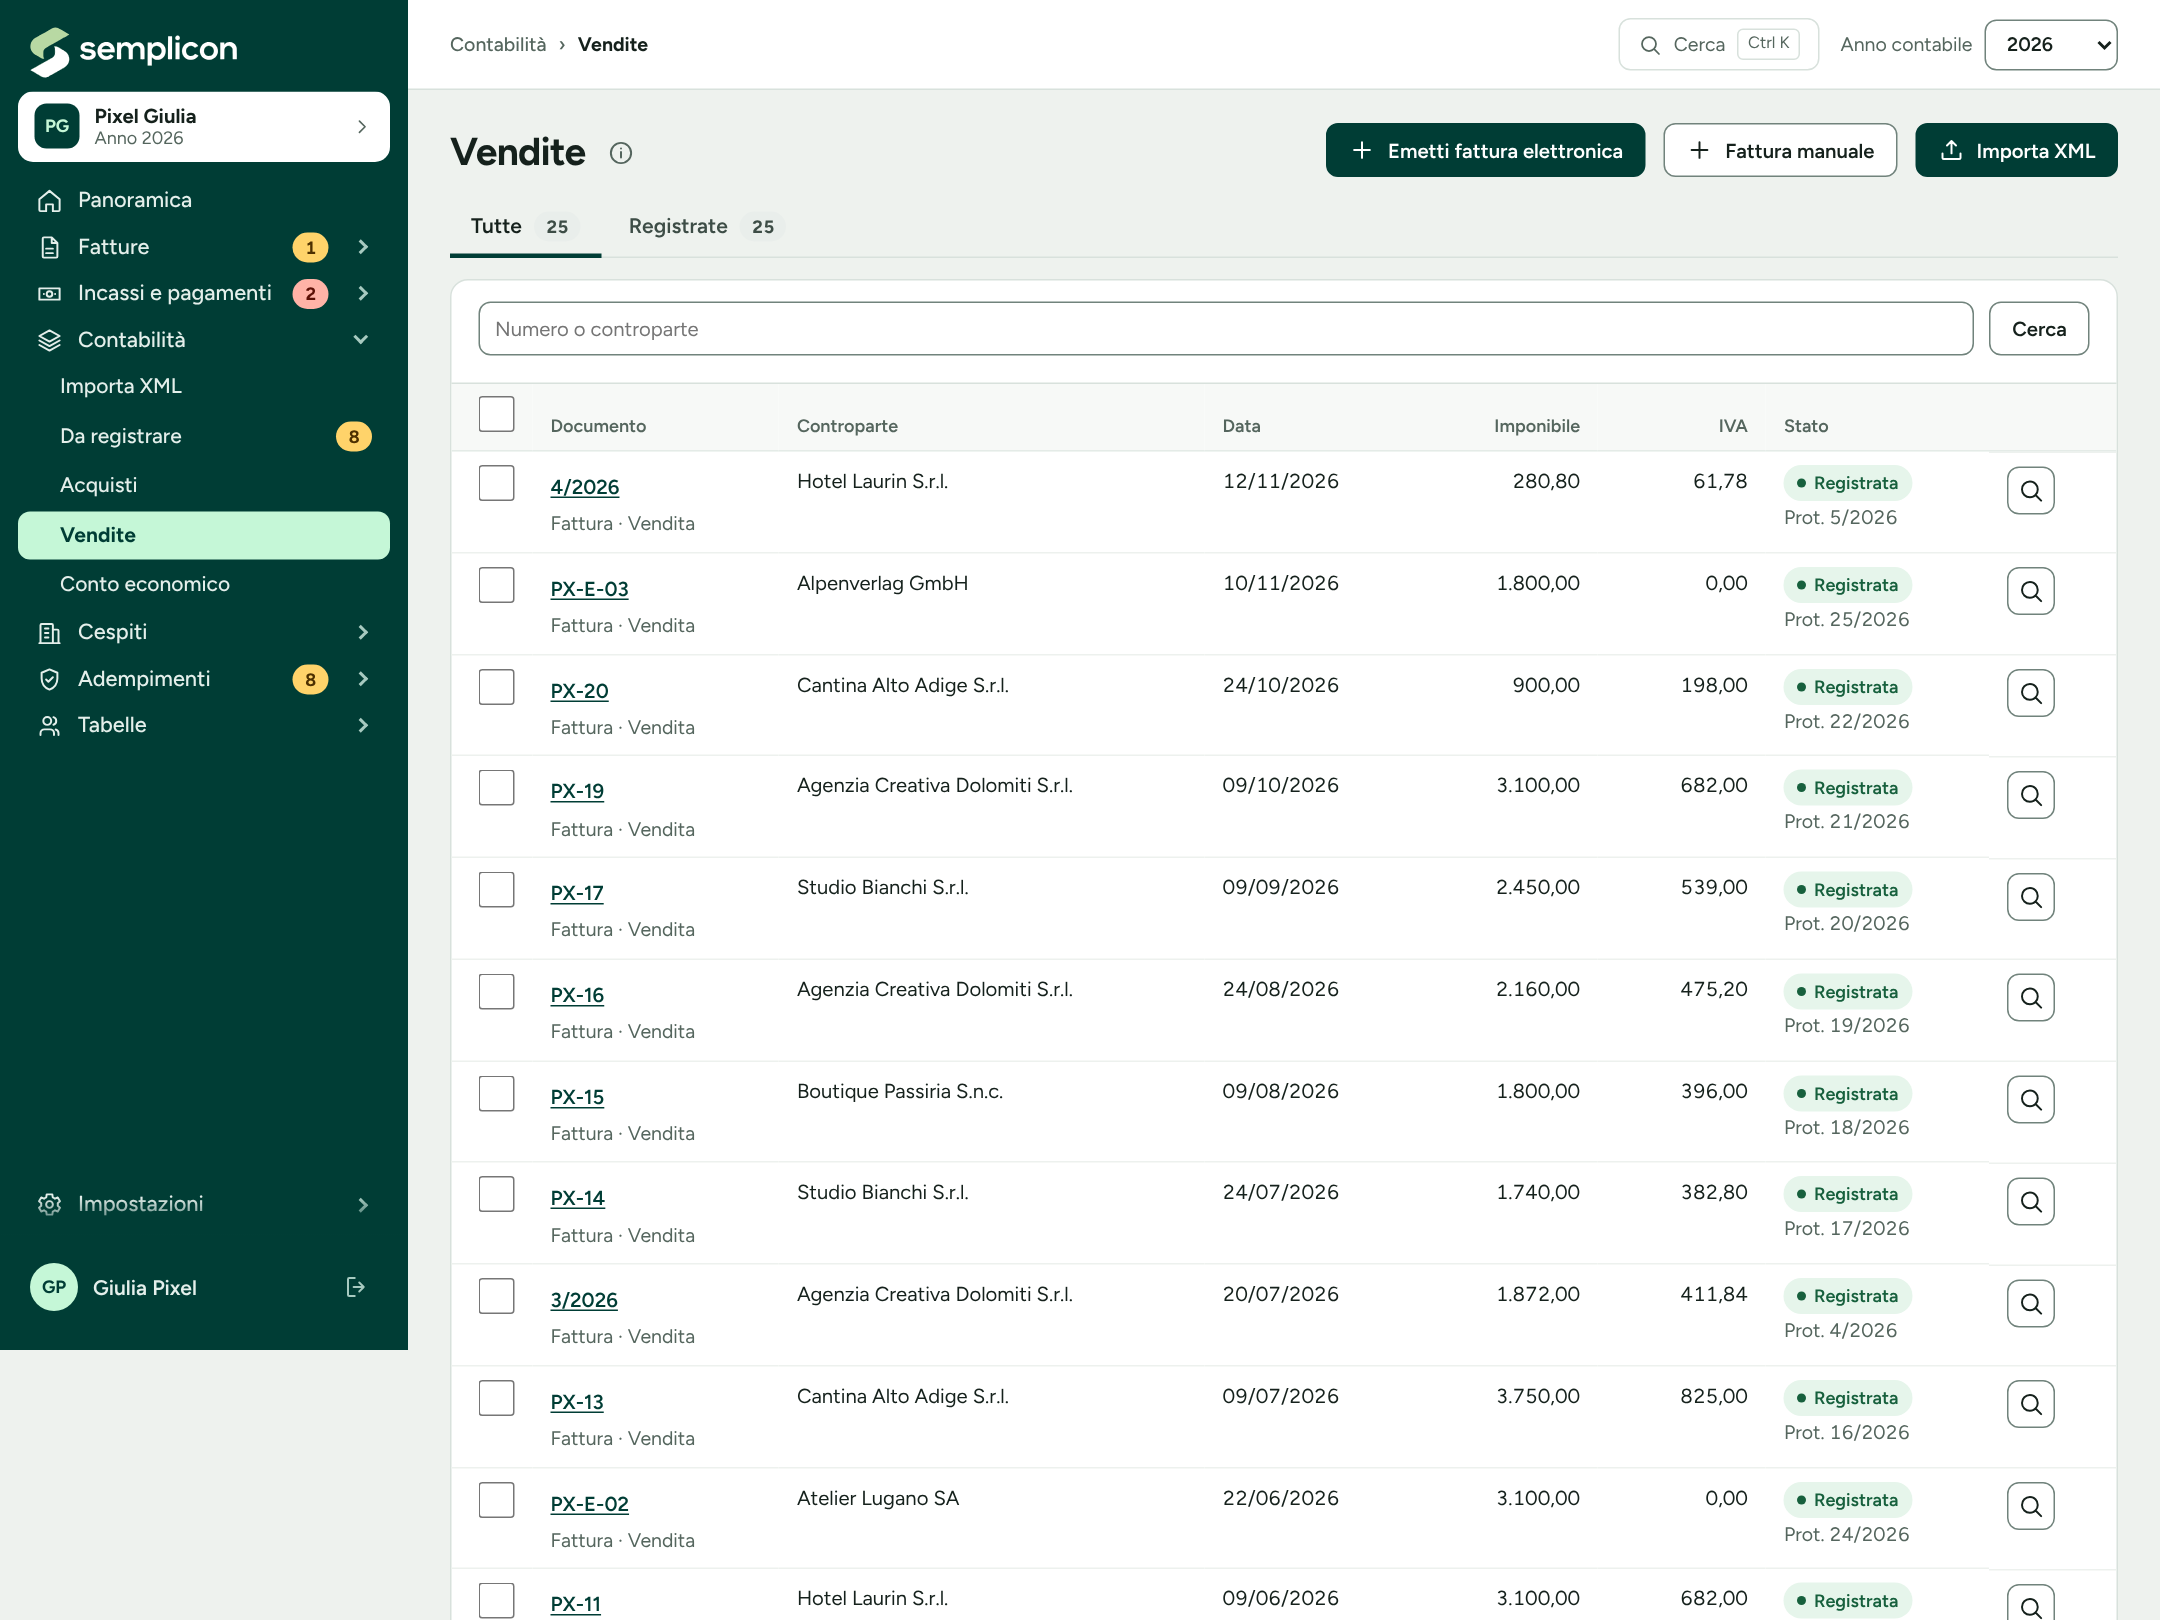 semplicon
PG
Pixel Giulia
Anno 2026
Panoramica
Fatture 1
Incassi e pagamenti 2
Contabilità
Importa XML
Da registrare 8
Acquisti
Vendite
Conto economico
Cespiti
Adempimenti 8
Tabelle
Impostazioni
GP Giulia Pixel
Contabilità › Vendite
Cerca Ctrl K Anno contabile 2026
Vendite
Emetti fattura elettronica Fattura manuale Importa XML
Tutte 25 Registrate 25
Numero o controparte Cerca
Documento Controparte Data Imponibile IVA Stato
4/2026 Hotel Laurin S.r.l. 12/11/2026 280,80 61,78 Registrata
Fattura · Vendita Prot. 5/2026
PX-E-03 Alpenverlag GmbH 10/11/2026 1.800,00 0,00 Registrata
Fattura · Vendita Prot. 25/2026
PX-20 Cantina Alto Adige S.r.l. 24/10/2026 900,00 198,00 Registrata
Fattura · Vendita Prot. 22/2026
PX-19 Agenzia Creativa Dolomiti S.r.l. 09/10/2026 3.100,00 682,00 Registrata
Fattura · Vendita Prot. 21/2026
PX-17 Studio Bianchi S.r.l. 09/09/2026 2.450,00 539,00 Registrata
Fattura · Vendita Prot. 20/2026
PX-16 Agenzia Creativa Dolomiti S.r.l. 24/08/2026 2.160,00 475,20 Registrata
Fattura · Vendita Prot. 19/2026
PX-15 Boutique Passiria S.n.c. 09/08/2026 1.800,00 396,00 Registrata
Fattura · Vendita Prot. 18/2026
PX-14 Studio Bianchi S.r.l. 24/07/2026 1.740,00 382,80 Registrata
Fattura · Vendita Prot. 17/2026
3/2026 Agenzia Creativa Dolomiti S.r.l. 20/07/2026 1.872,00 411,84 Registrata
Fattura · Vendita Prot. 4/2026
PX-13 Cantina Alto Adige S.r.l. 09/07/2026 3.750,00 825,00 Registrata
Fattura · Vendita Prot. 16/2026
PX-E-02 Atelier Lugano SA 22/06/2026 3.100,00 0,00 Registrata
Fattura · Vendita Prot. 24/2026
PX-11 Hotel Laurin S.r.l. 09/06/2026 3.100,00 682,00 Registrata